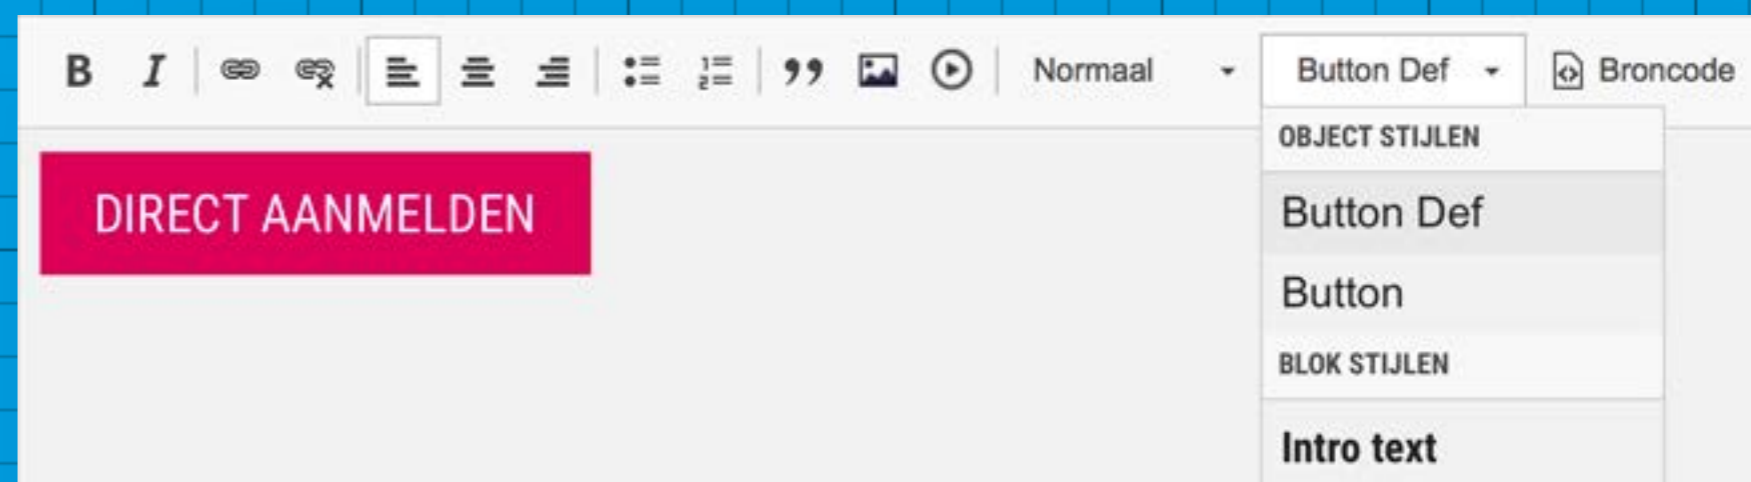 B I Normaal Button Def Broncode
OBJECT STIJLEN
DIRECT AANMELDEN
Button Def
Button
BLOK STIJLEN
Intro text